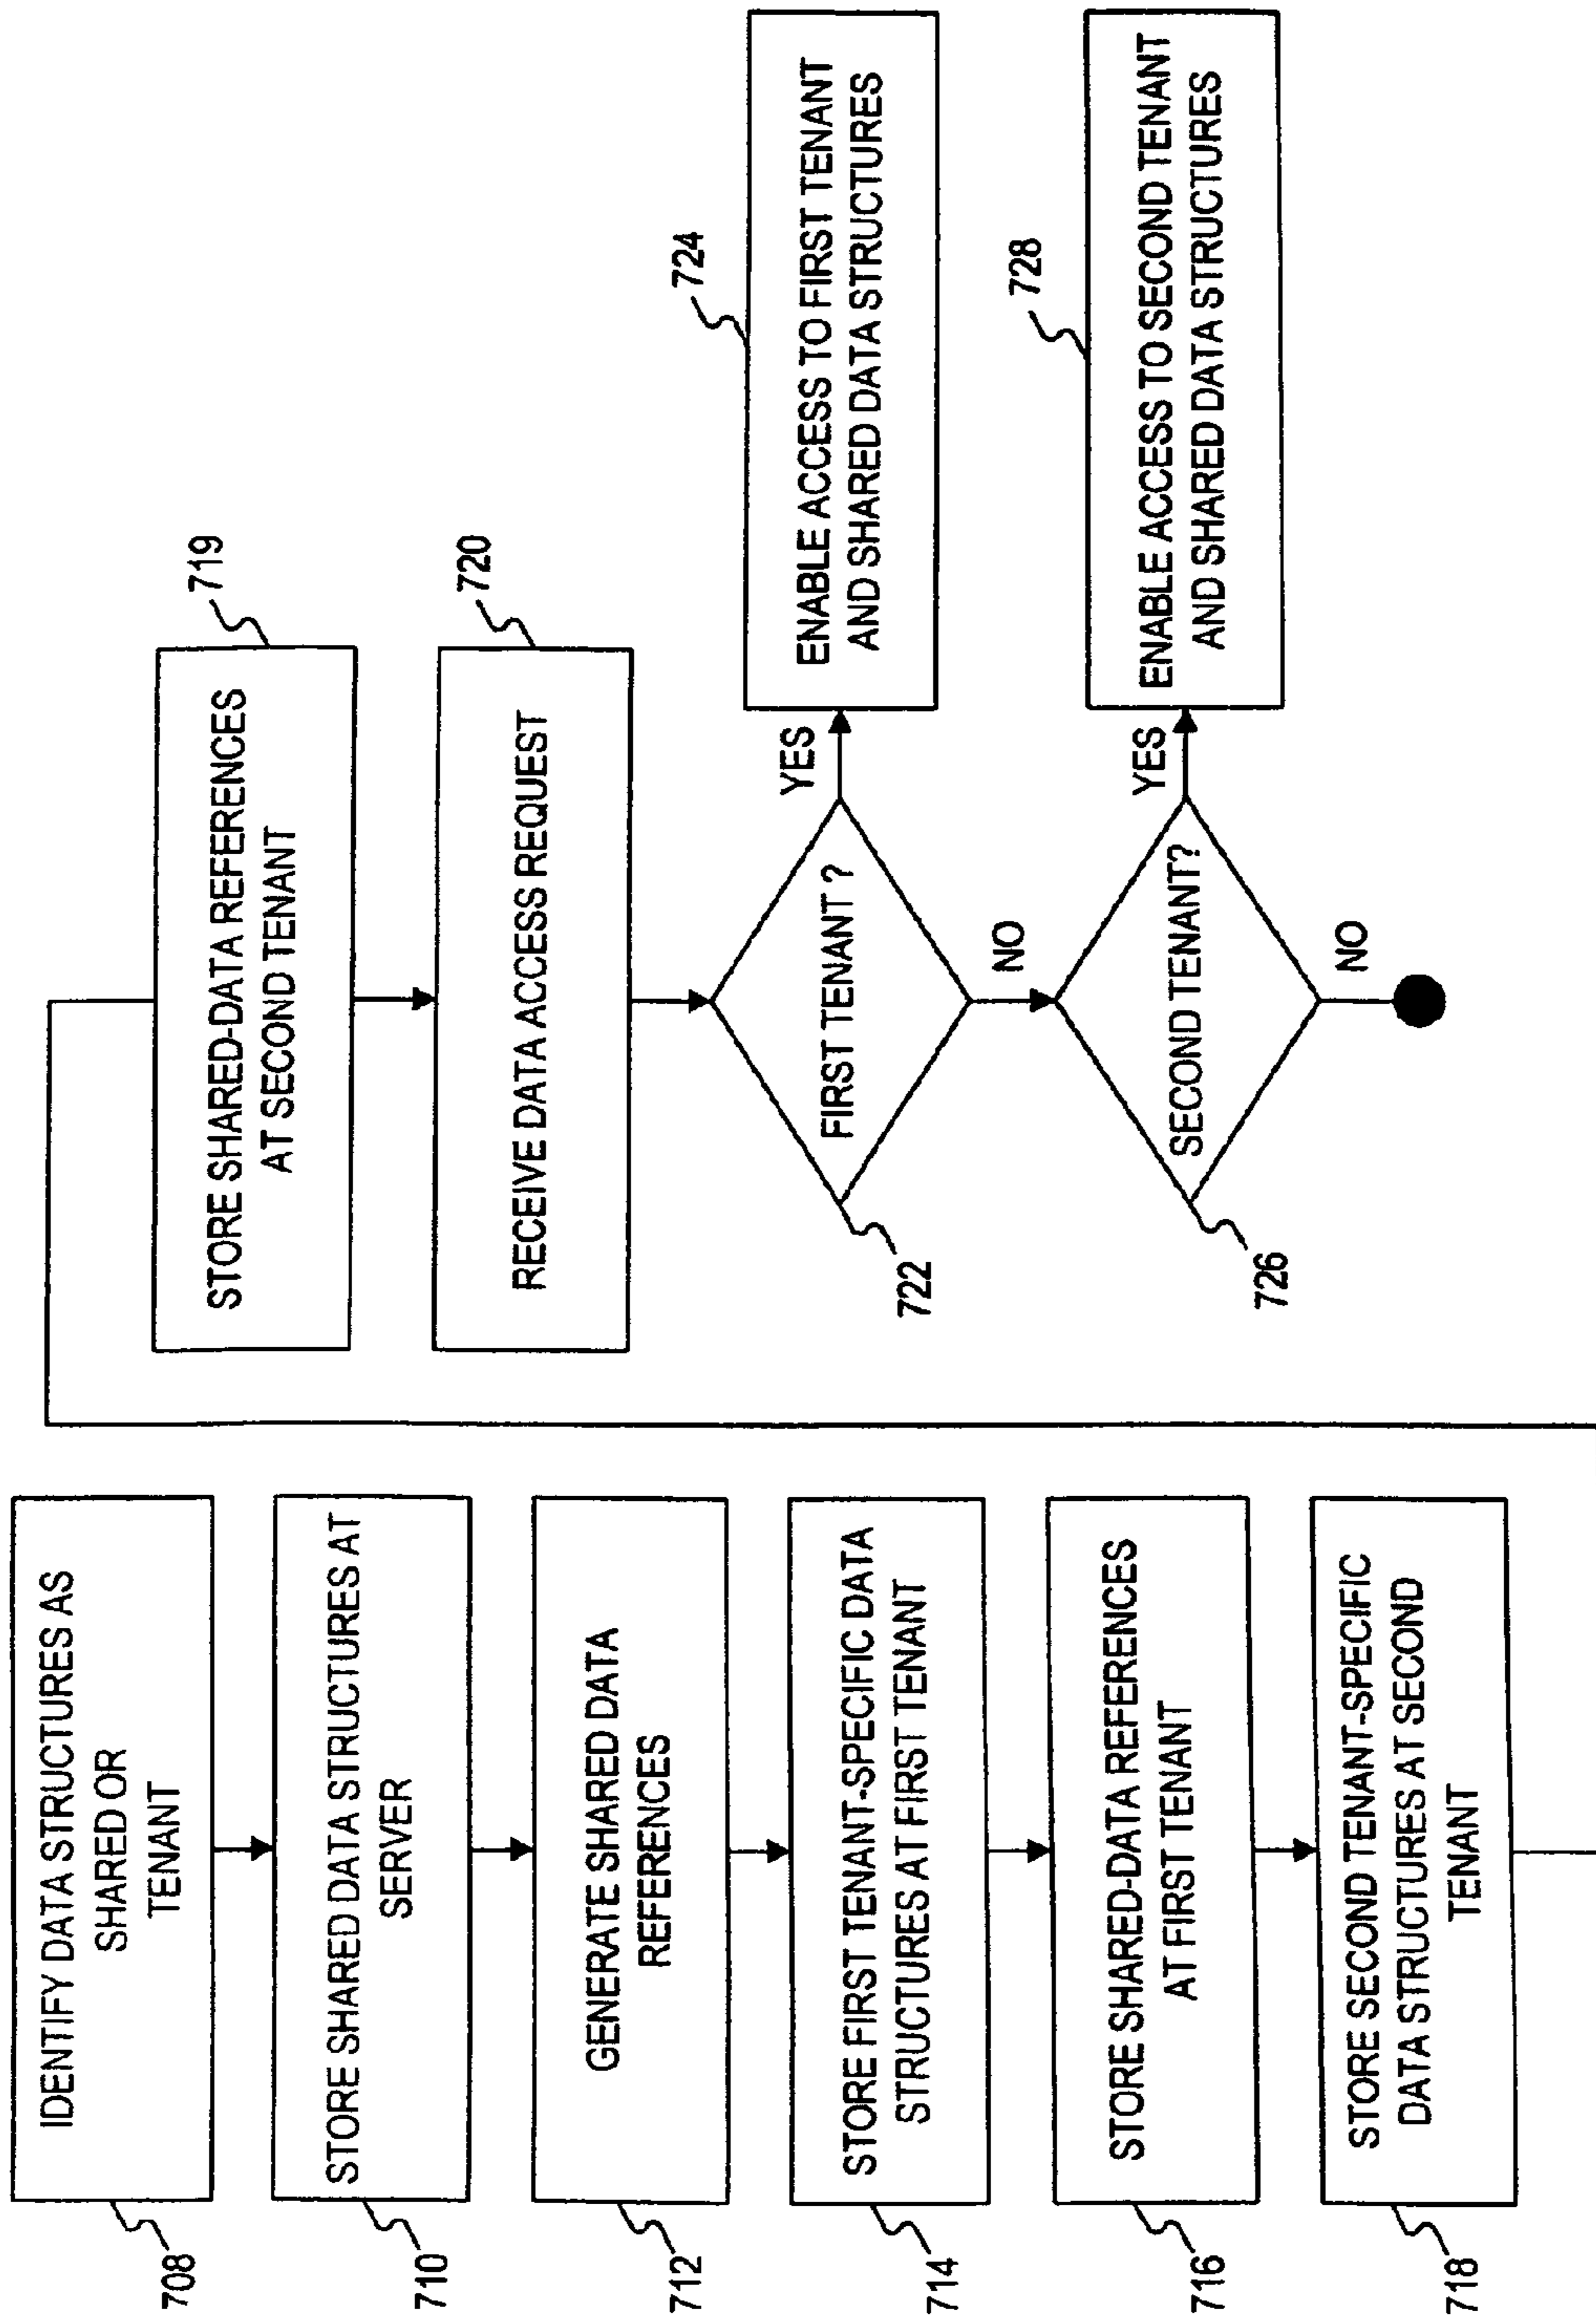 IDENTIFY DATA STRUCTURES AS
SHARED OR
TENANT
708
STORE SHARED DATA STRUCTURES AT
SERVER
710
GENERATE SHARED DATA
REFERENCES
712
STORE FIRST TENANT-SPECIFIC DATA
STRUCTURES AT FIRST TENANT
714
STORE SHARED-DATA REFERENCES
AT FIRST TENANT
716
STORE SECOND TENANT-SPECIFIC
DATA STRUCTURES AT SECOND
TENANT
718
STORE SHARED-DATA REFERENCES
AT SECOND TENANT
719
RECEIVE DATA ACCESS REQUEST
720
FIRST TENANT ?
722
YES
ENABLE ACCESS TO FIRST TENANT
AND SHARED DATA STRUCTURES
724
NO
SECOND TENANT?
726
YES
ENABLE ACCESS TO SECOND TENANT
AND SHARED DATA STRUCTURES
728
NO